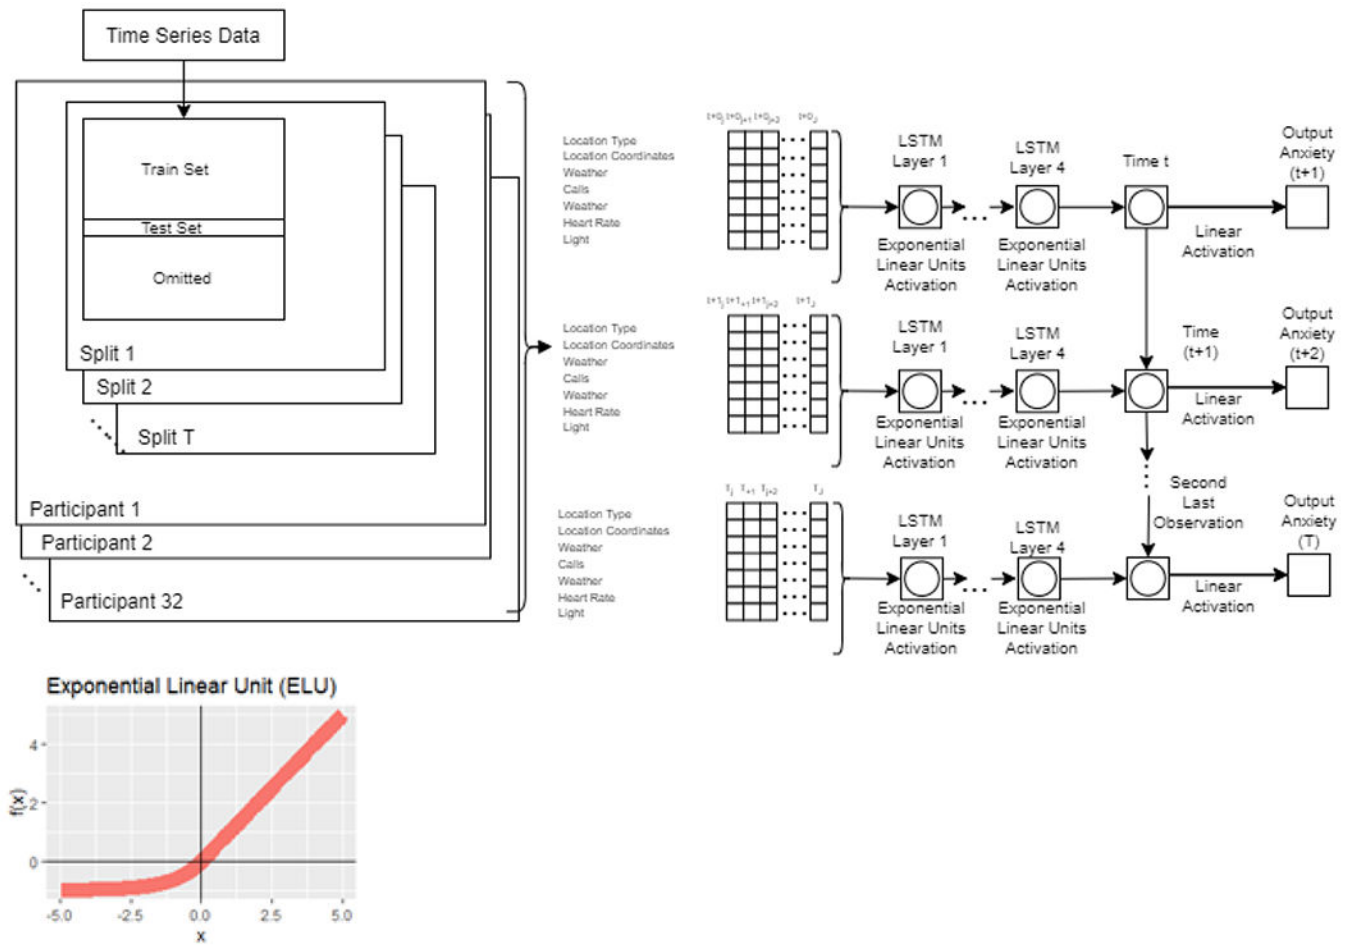 Time Series Data
Train Set
Test Set
Omitted
Split 1
Split 2
Split T
Participant 1
Participant 2
Participant 32
Location Type
Location Coordinates
Weather
Calls
Weather
Heart Rate
Light
LSTM
Layer 1
Exponential
Linear Units
Activation
LSTM
Layer 4
Exponential
Linear Units
Activation
Time t
Linear
Activation
Output
Anxiety
(t+1)
Location Type
Location Coordinates
Weather
Calls
Weather
Heart Rate
Light
LSTM
Layer 1
Exponential
Linear Units
Activation
LSTM
Layer 4
Exponential
Linear Units
Activation
Time
(t+1)
Linear
Activation
Output
Anxiety
(t+2)
Second
Last
Observation
Location Type
Location Coordinates
Weather
Calls
Weather
Heart Rate
Light
LSTM
Layer 1
Exponential
Linear Units
Activation
LSTM
Layer 4
Exponential
Linear Units
Activation
Linear
Activation
Output
Anxiety
(T)
Exponential Linear Unit (ELU)
f(x)
4
2
0
-5.0 -2.5 0.0 2.5 5.0
x